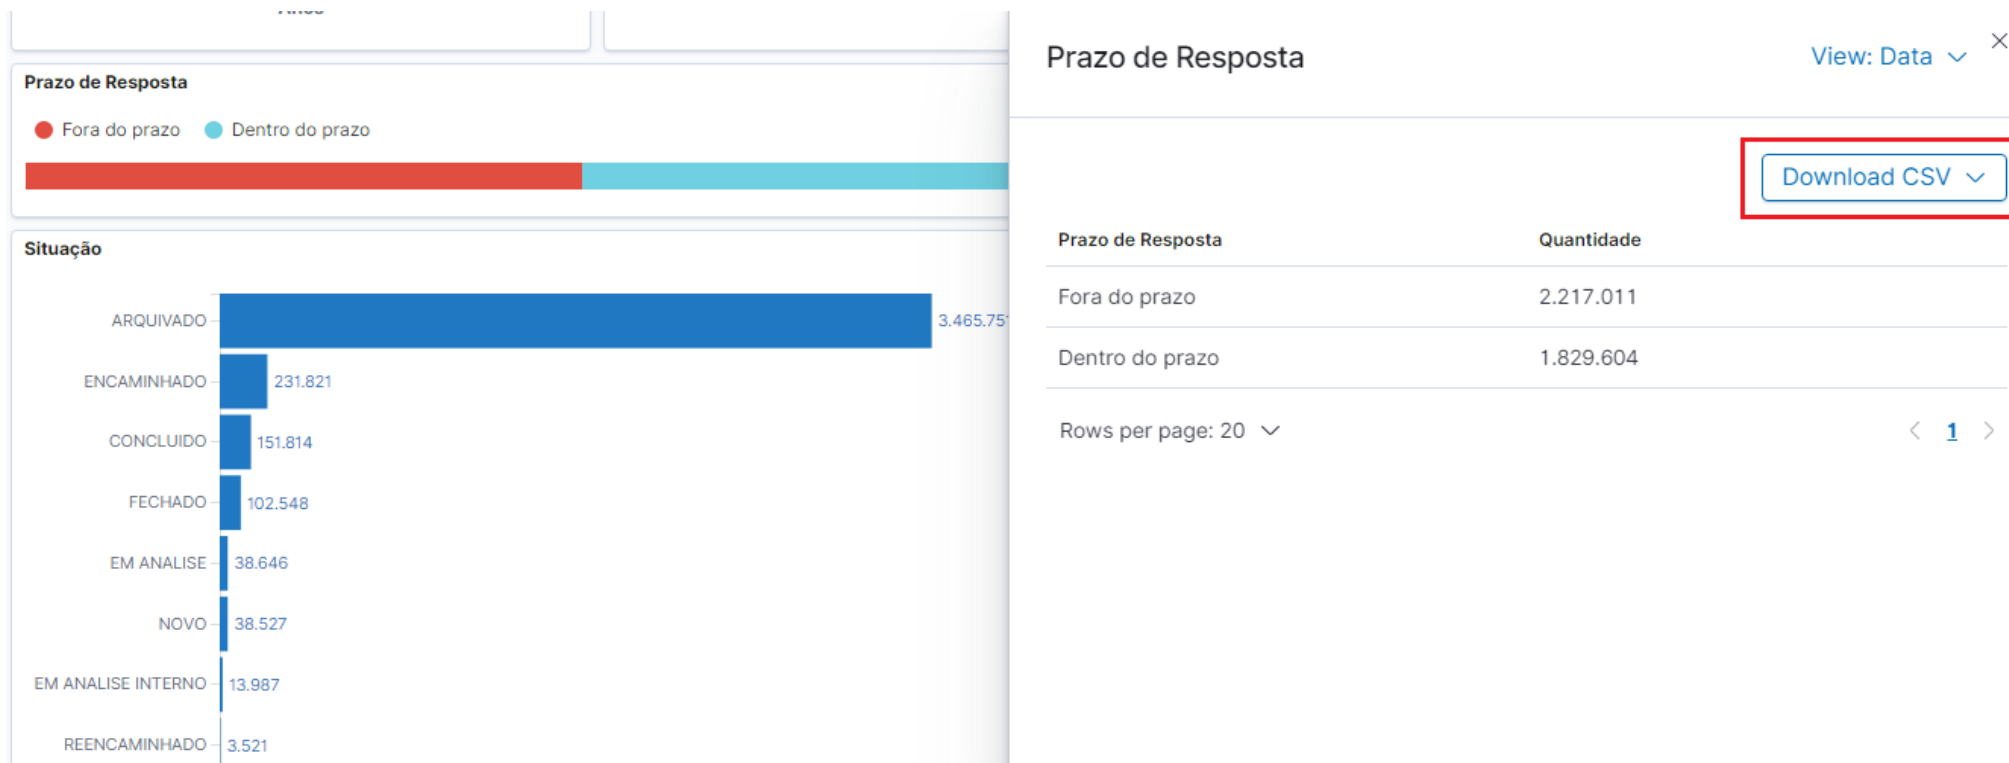 Prazo de Resposta
Fora do prazo Dentro do prazo
Situação
ARQUIVADO
ENCAMINHADO 231.821
CONCLUIDO 151.814
FECHADO 102.548
EM ANALISE 38.646
NOVO 38.527
EM ANALISE INTERNO 13.987
REENCAMINHADO 3.521
Prazo de Resposta View: Data
Download CSV
Prazo de Resposta Quantidade
Fora do prazo 2.217.011
Dentro do prazo 1.829.604
Rows per page: 20 1